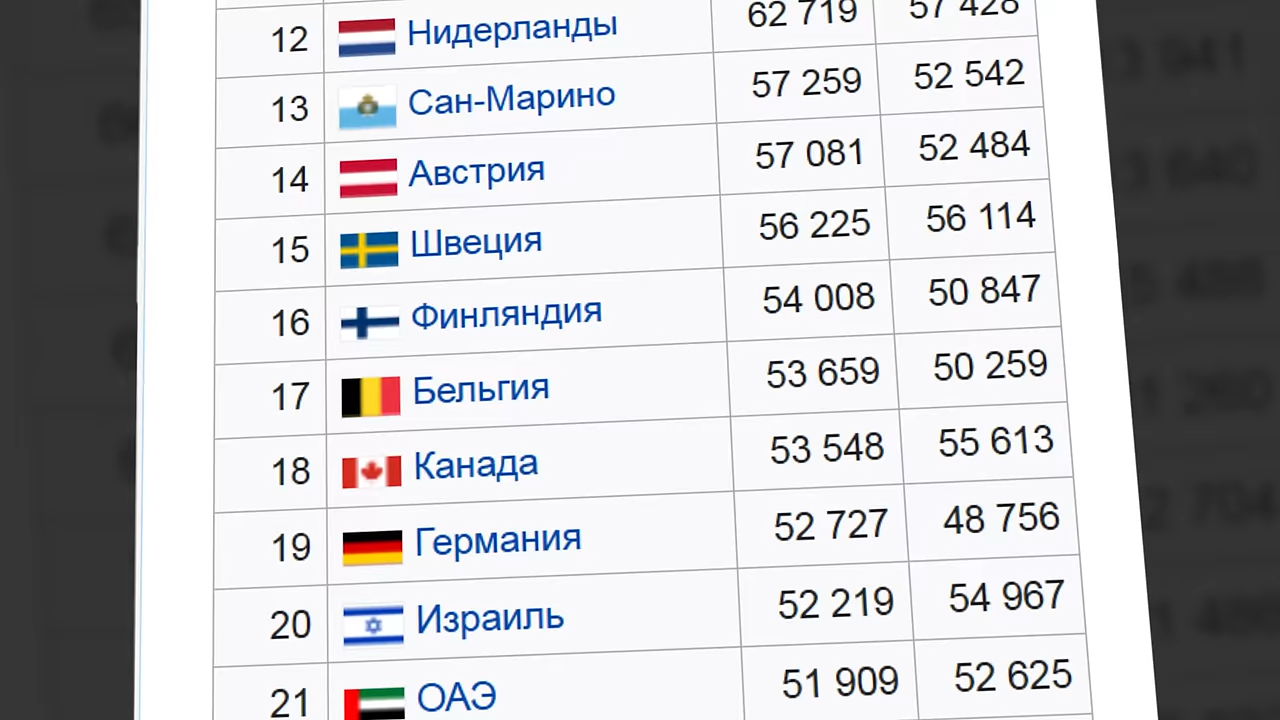 12 Нидерланды 62 719 57 428
13 Сан-Марино 57 259 52 542
14 Австрия 57 081 52 484
15 Швеция 56 225 56 114
16 Финляндия 54 008 50 847
17 Бельгия 53 659 50 259
18 Канада 53 548 55 613
19 Германия 52 727 48 756
20 Израиль 52 219 54 967
21 ОАЭ 51 909 52 625